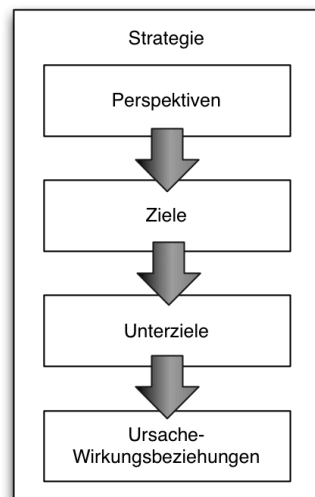 Strategie
Perspektiven
Ziele
Unterziele
Ursache-
Wirkungsbeziehungen